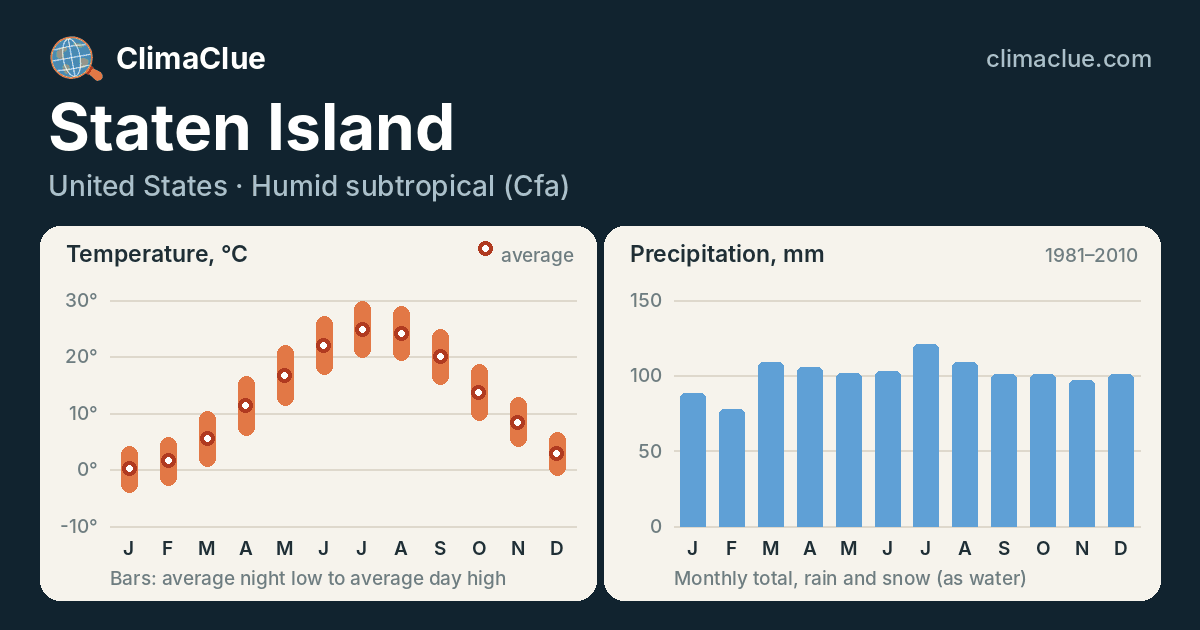 ClimaClue
climaclue.com
Staten Island
United States · Humid subtropical (Cfa)
Temperature, °C
average
30°
20°
10°
0°
-10°
J F M A M J J A S O N D
Bars: average night low to average day high
Precipitation, mm
1981–2010
150
100
50
0
J F M A M J J A S O N D
Monthly total, rain and snow (as water)